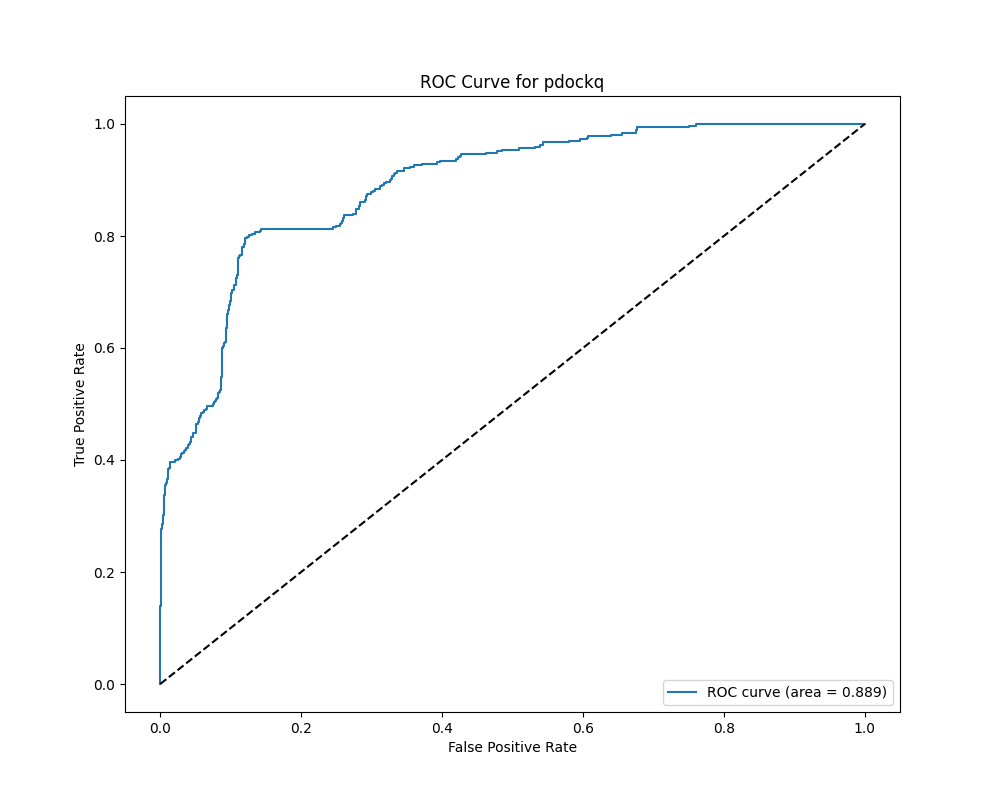 ROC Curve for pdockq
1.0
0.8
0.6
0.4
0.2
0.0
True Positive Rate
0.0 0.2 0.4 0.6 0.8 1.0
False Positive Rate
ROC curve (area = 0.889)